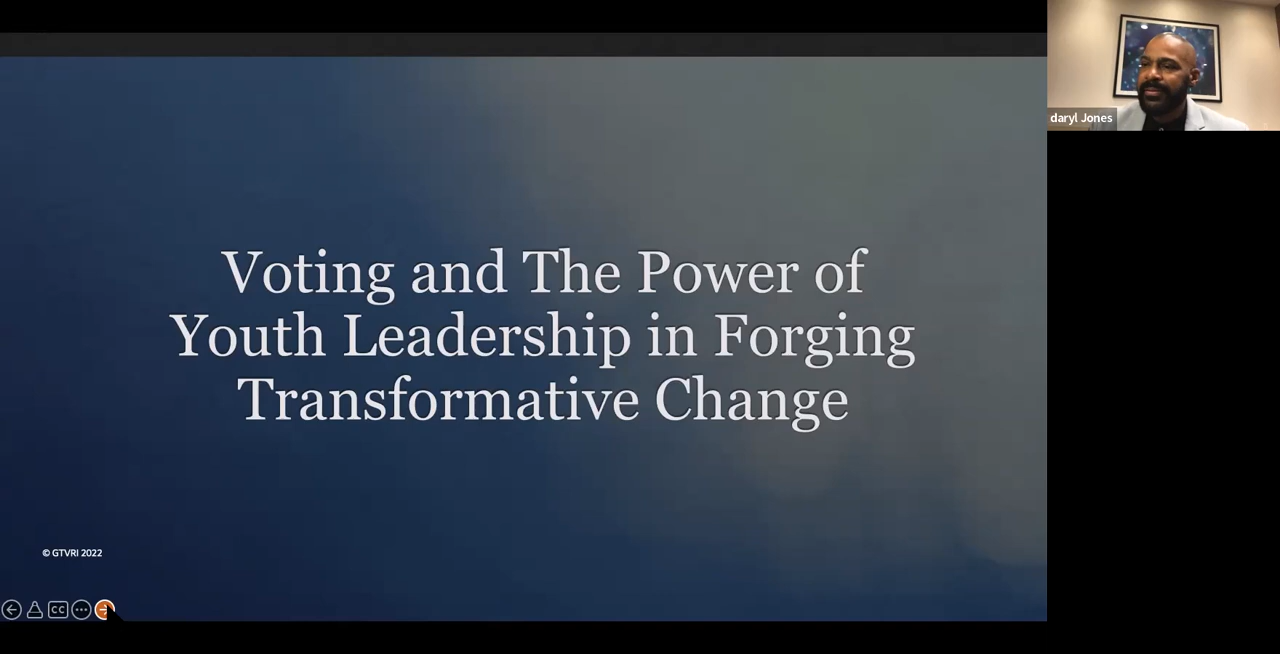 daryl Jones
Voting and The Power of
Youth Leadership in Forging
Transformative Change
© GTVRI 2022
CC